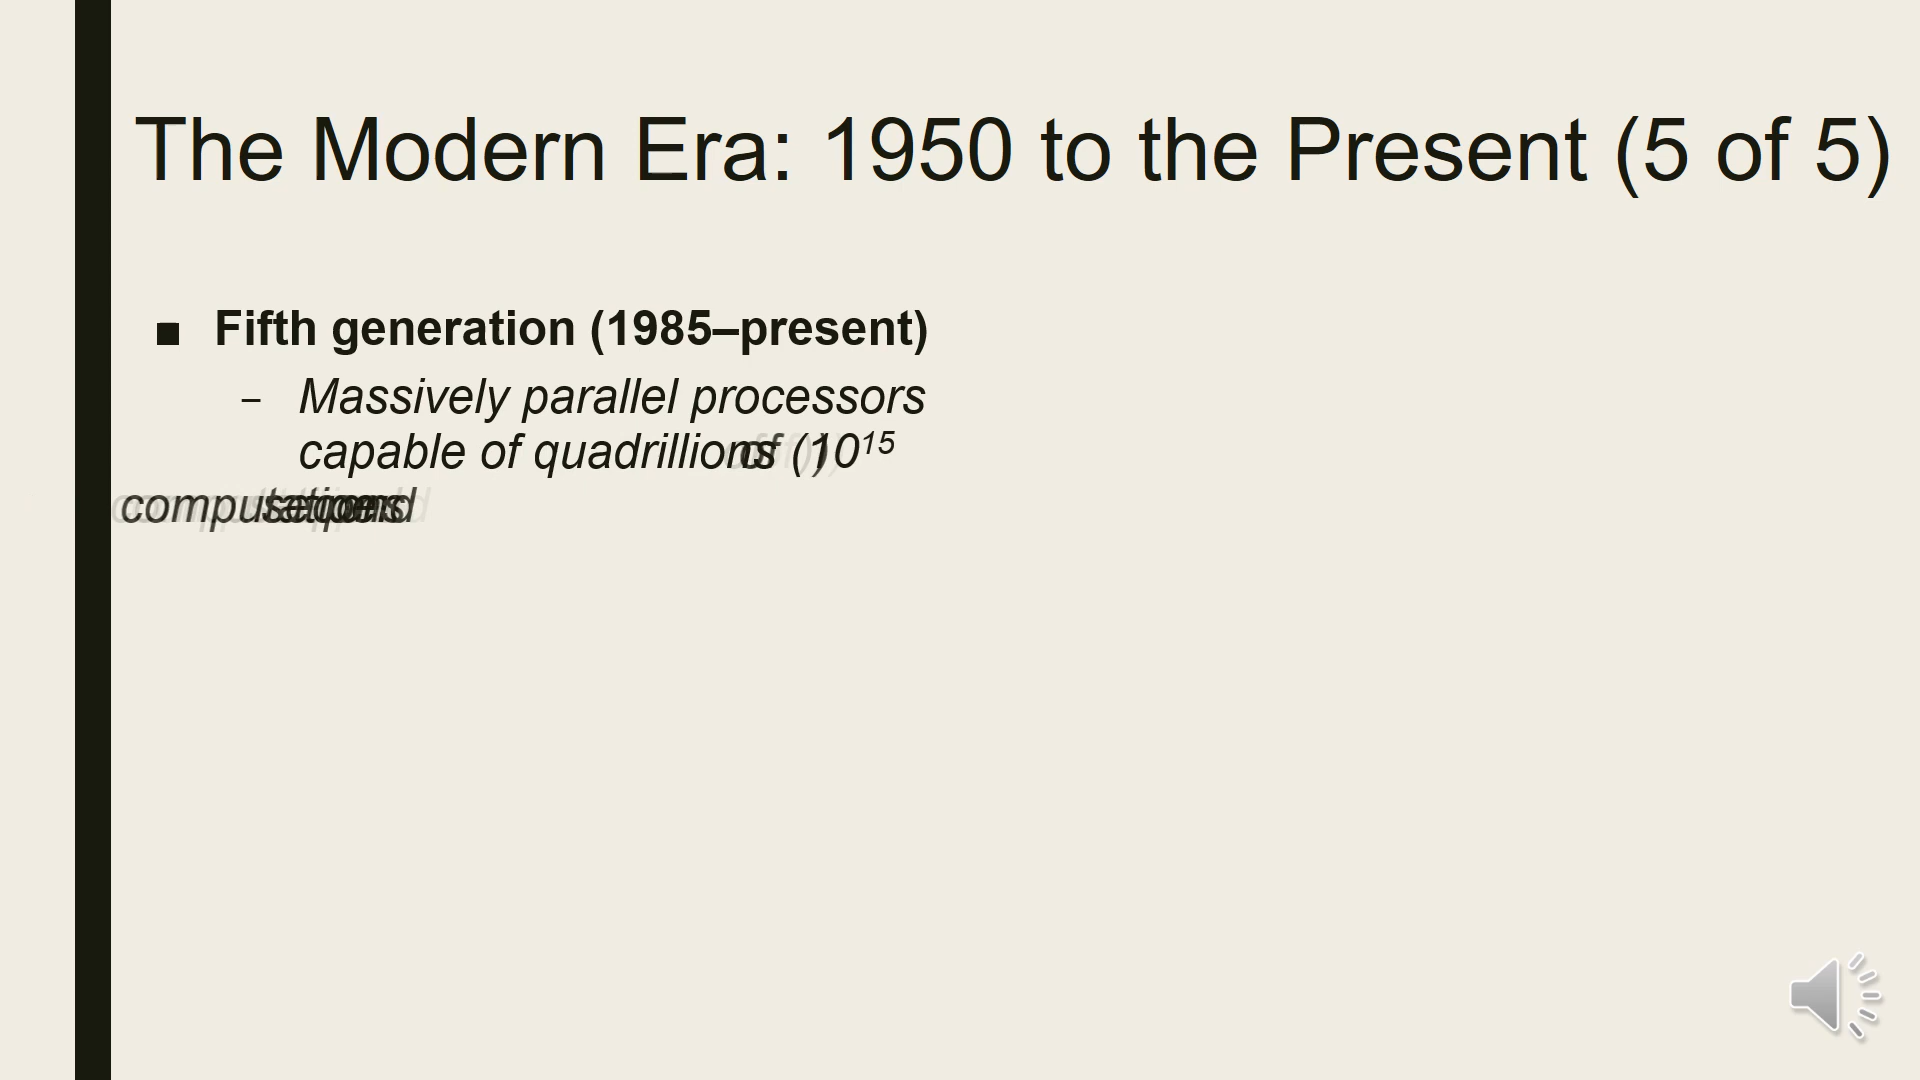 The Modern Era: 1950 to the Present (5 of 5)
■ Fifth generation (1985–present)
– Massively parallel processors
capable of quadrillions (10¹⁵
computations